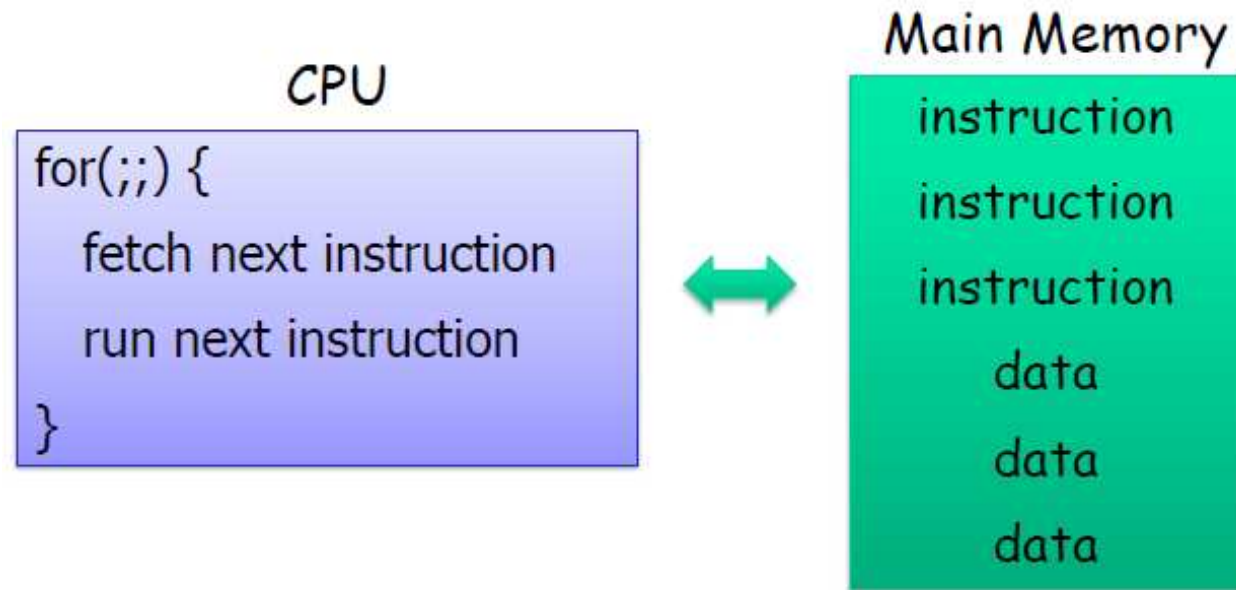 CPU
for(;;) {
fetch next instruction
run next instruction
}
Main Memory
instruction
instruction
instruction
data
data
data